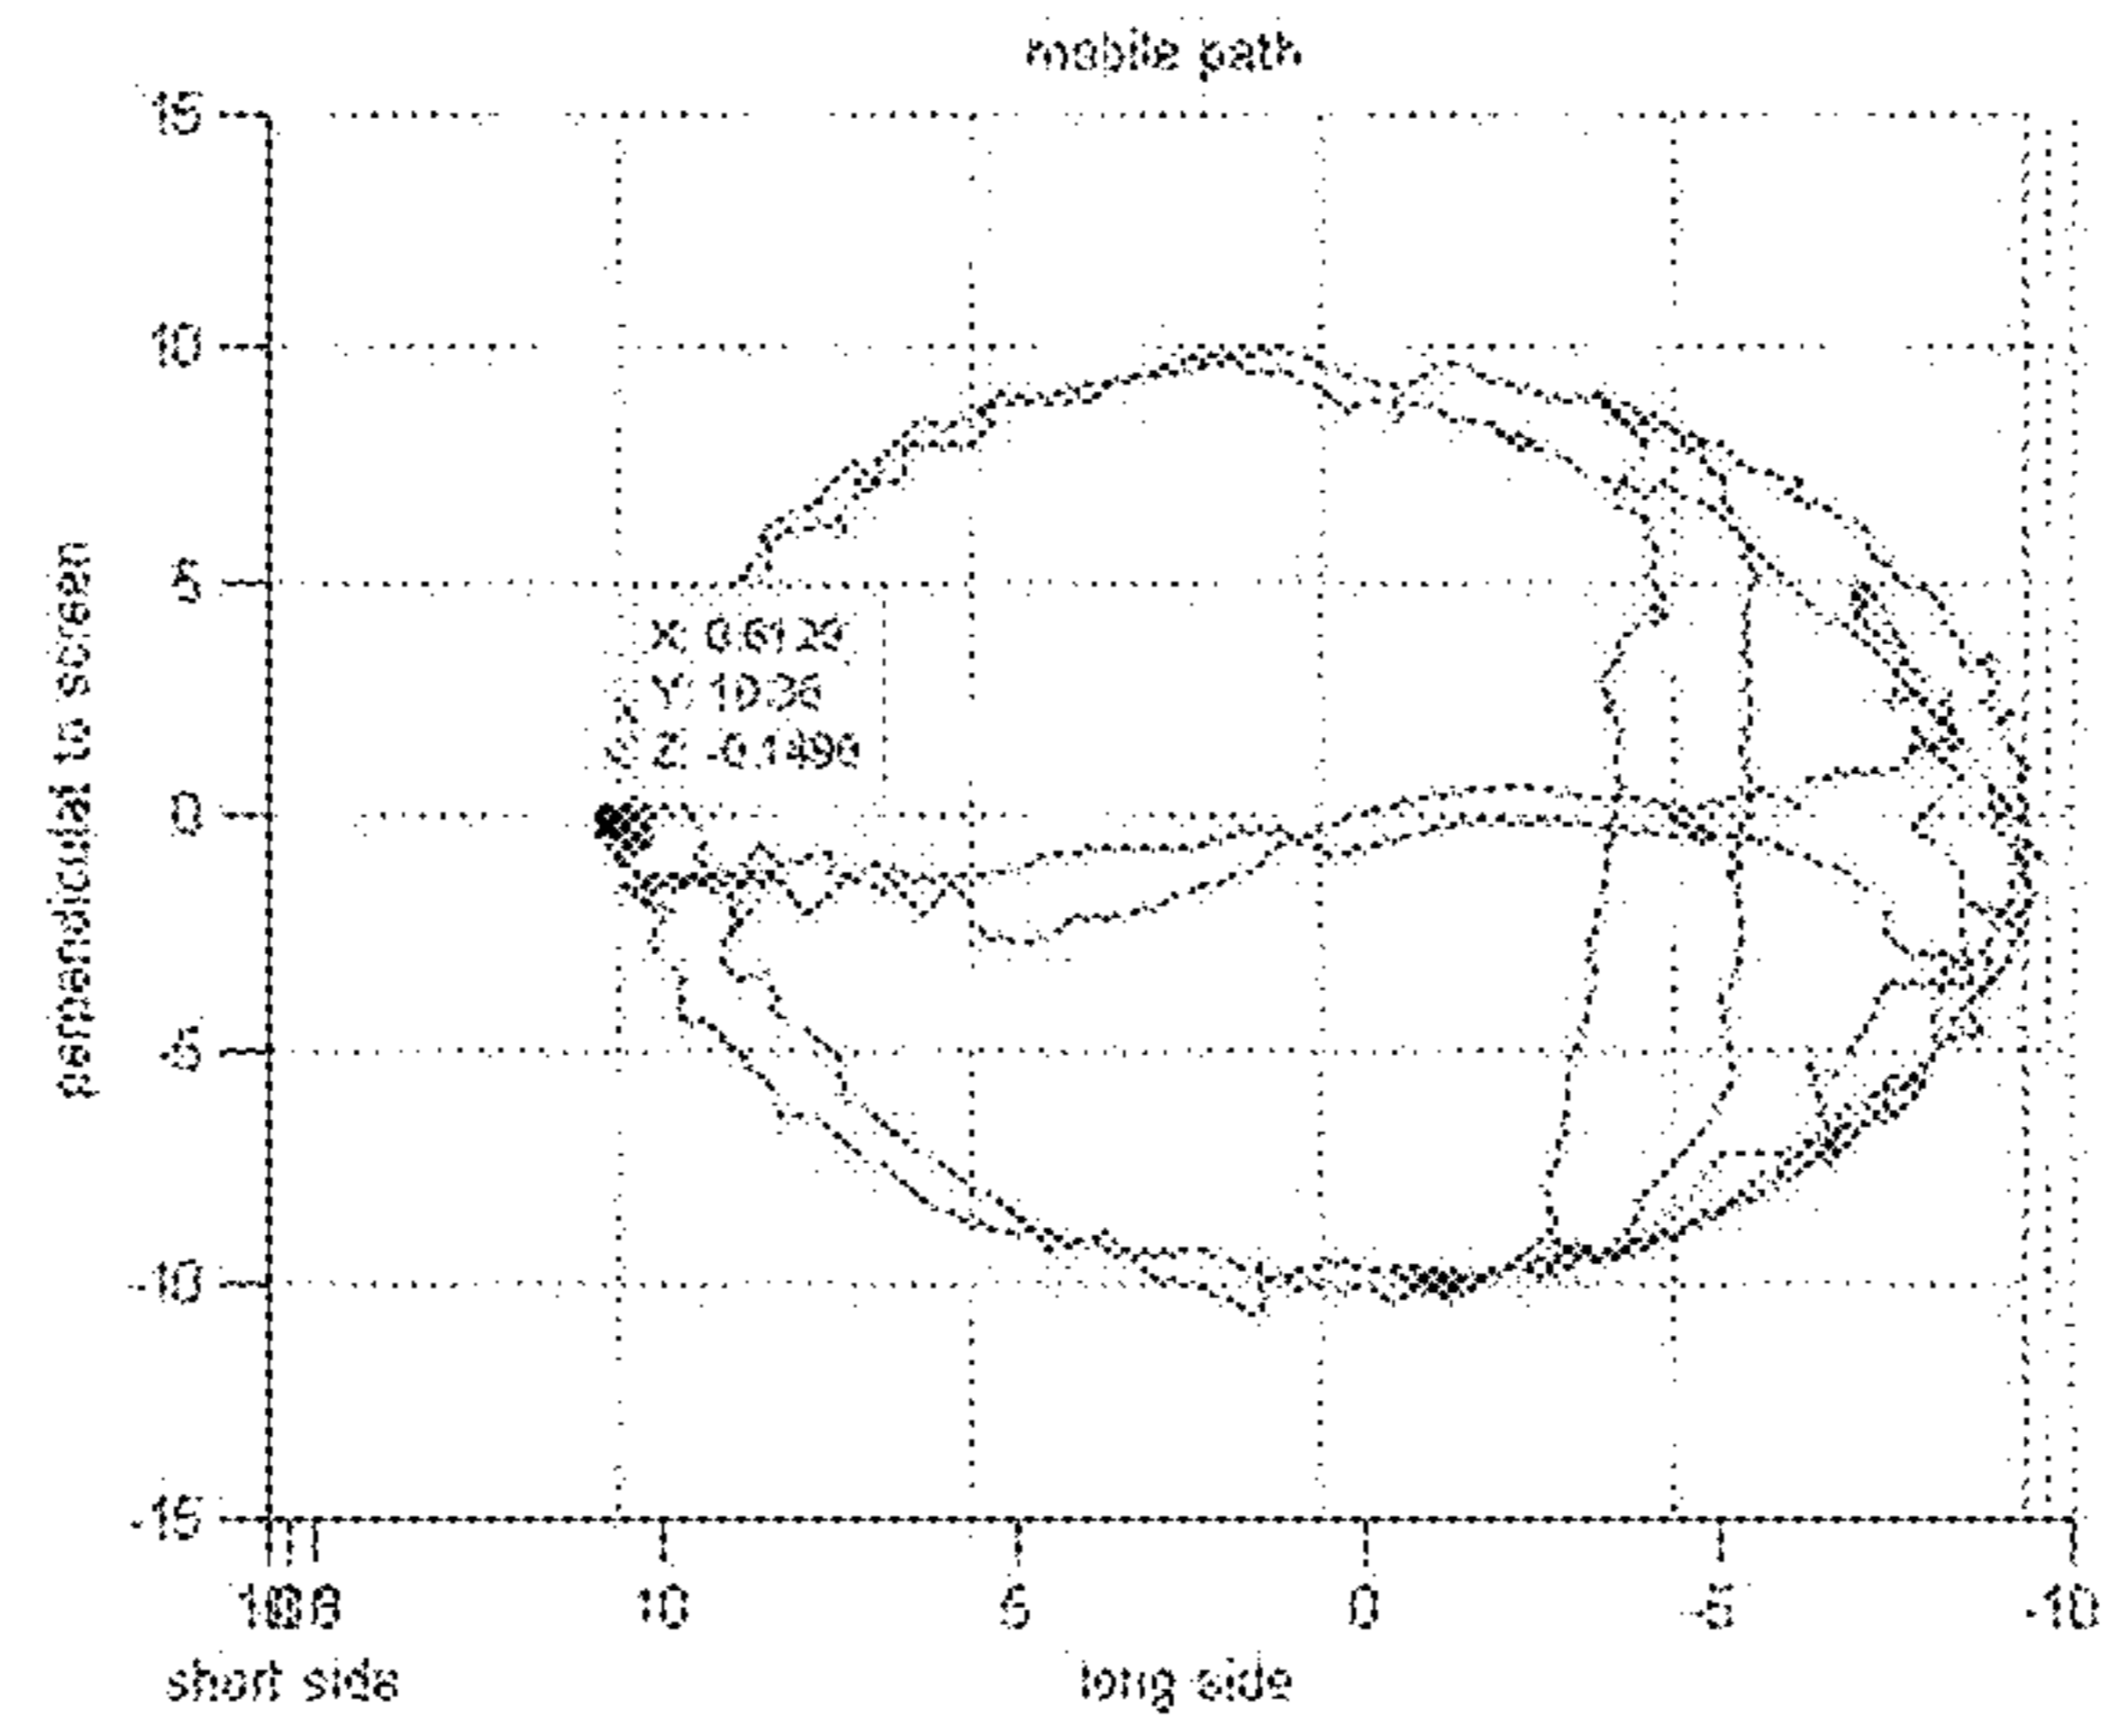 mobile path
15
10
5
0
-5
-10
-15
perpendicular to screen
X: 0.6129
Y: 10.36
Z: -0.1496
10 5 0 -5 -10
short side
long side